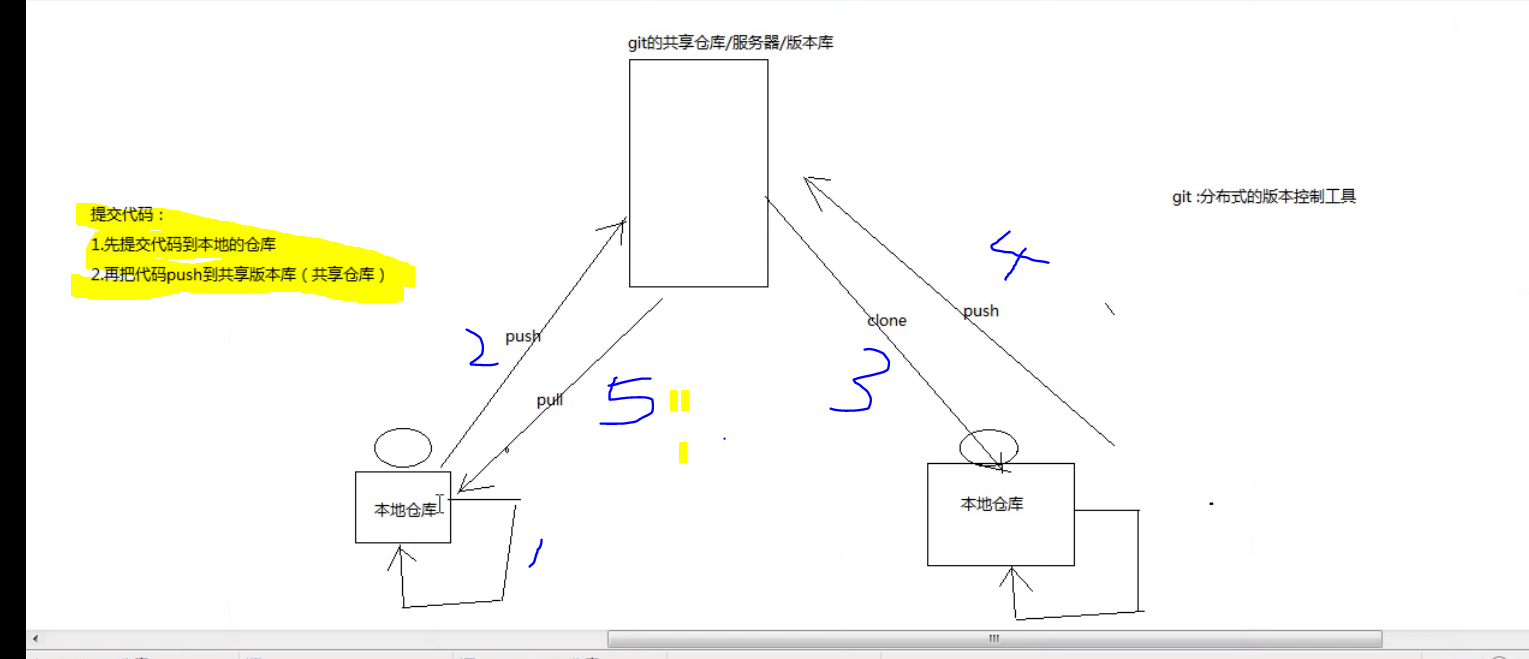 git的共享仓库/服务器/版本库
git :分布式的版本控制工具
提交代码：
1.先提交代码到本地的仓库
2.再把代码push到共享版本库（共享仓库）
4
clone
push
2
push
3
5
pull
本地仓库
本地仓库
1